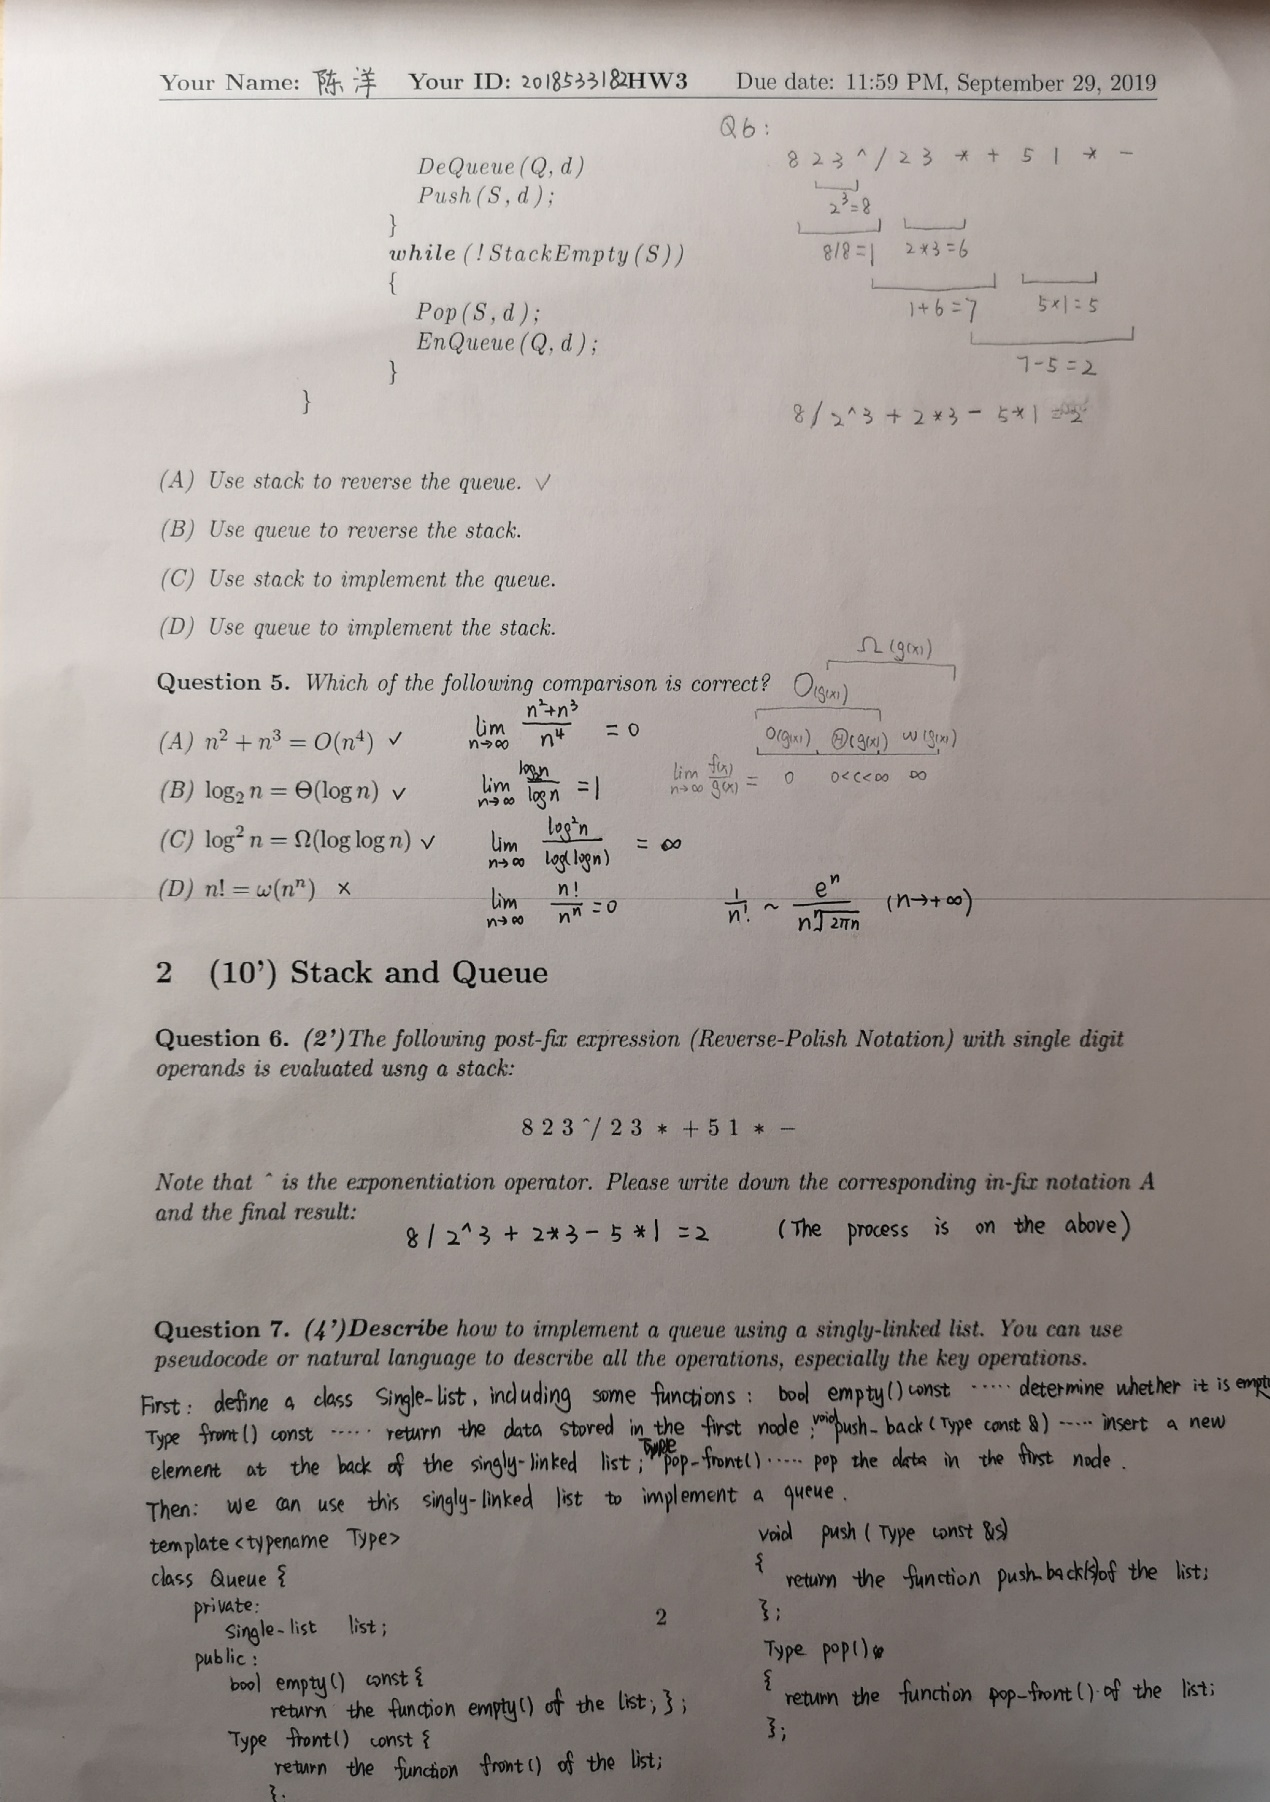 Your Name: 陈洋 Your ID: 2018533182 HW3 Due date: 11:59 PM, September 29, 2019
Q6:
8 2 3 ^ / 2 3 * + 5 1 * -
2^3=8
8/8=1 2*3=6
1+6=7 5*1=5
7-5=2
8/2^3+2*3-5*1=2
DeQueue(Q, d)
Push(S, d);
}
while(!StackEmpty(S))
{
Pop(S, d);
EnQueue(Q, d);
}
}
(A) Use stack to reverse the queue. ✓
(B) Use queue to reverse the stack.
(C) Use stack to implement the queue.
(D) Use queue to implement the stack.
Question 5. Which of the following comparison is correct?
Ω(g(x))
O(g(x))
o(g(x)) Θ(g(x)) ω(g(x))
lim n→∞ f(x)/g(x) = 0 0<c<∞ ∞
(A) n² + n³ = O(n⁴) ✓ lim n→∞ (n²+n³)/n⁴ = 0
(B) log₂ n = Θ(log n) ✓ lim n→∞ log₂n/logn = 1
(C) log² n = Ω(log log n) ✓ lim n→∞ log²n/log(logn) = ∞
(D) n! = ω(nⁿ) × lim n→∞ n!/nⁿ = 0 1/n! ~ eⁿ/(nⁿ√2πn) (n→+∞)
2 (10') Stack and Queue
Question 6. (2') The following post-fix expression (Reverse-Polish Notation) with single digit
operands is evaluated usng a stack:
8 2 3 ^ / 2 3 * + 5 1 * −
Note that ^ is the exponentiation operator. Please write down the corresponding in-fix notation A
and the final result:
8/2^3+2*3-5*1=2 (The process is on the above)
Question 7. (4') Describe how to implement a queue using a singly-linked list. You can use
pseudocode or natural language to describe all the operations, especially the key operations.
First: define a class Single-list, including some functions: bool empty() const ····· determine whether it is empty
Type front() const ····· return the data stored in the first node; void push-back(Type const &) ····· insert a new
element at the back of the singly-linked list; Type pop-front() ····· pop the data in the first node.
Then: we can use this singly-linked list to implement a queue.
template <typename Type>
class Queue {
private:
Single-list list;
public:
bool empty() const {
return the function empty() of the list; };
Type front() const {
return the function front() of the list;
}.
void push (Type const &s)
{
return the function push-back(s) of the list;
};
Type pop()
{
return the function pop-front() of the list;
};
2